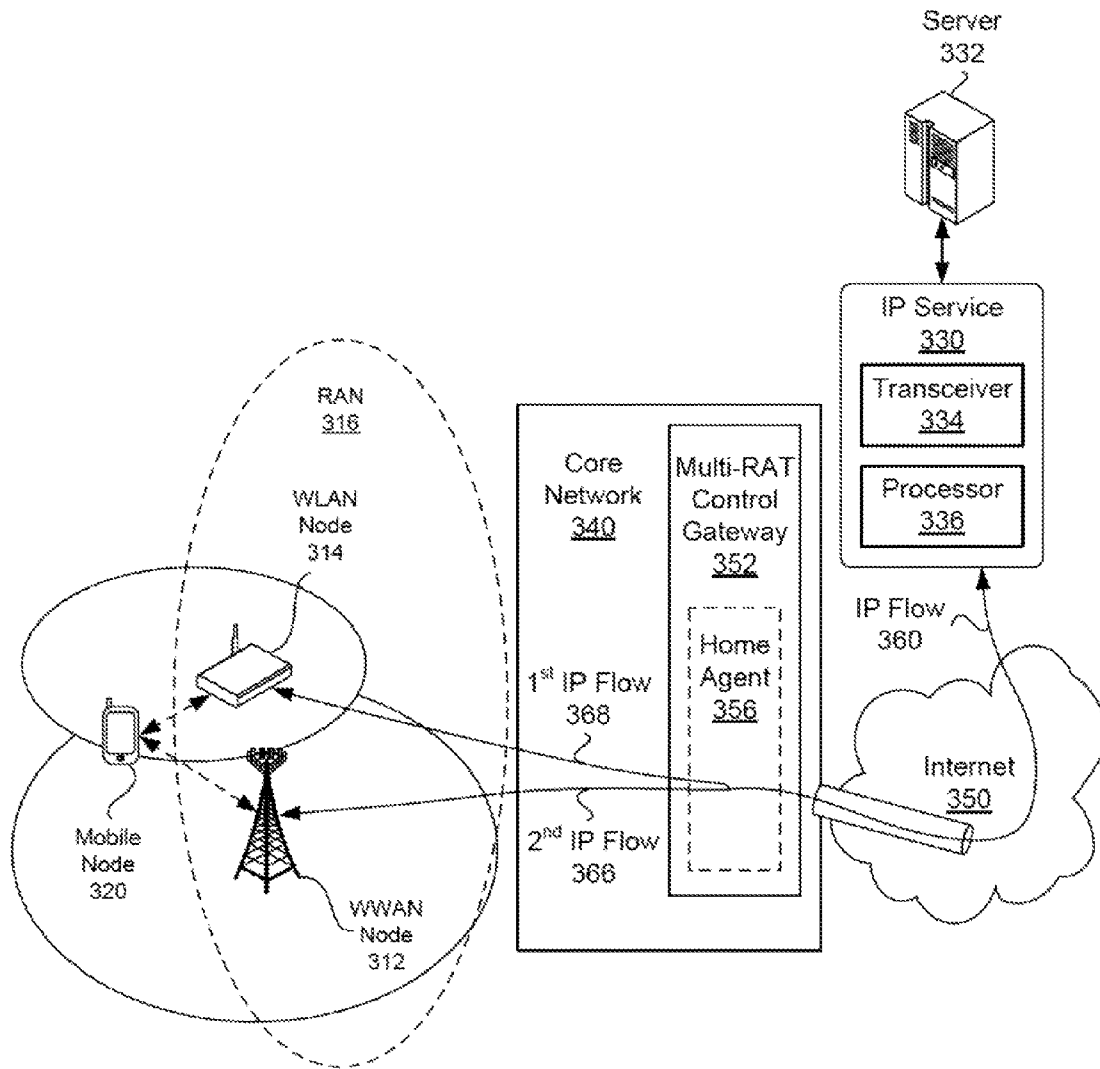 Server
332
IP Service
330
Transceiver
334
Processor
336
RAN
316
WLAN
Node
314
Core
Network
340
Multi-RAT
Control
Gateway
352
Home
Agent
356
IP Flow
360
1st IP Flow
368
2nd IP Flow
366
Internet
350
Mobile
Node
320
WWAN
Node
312